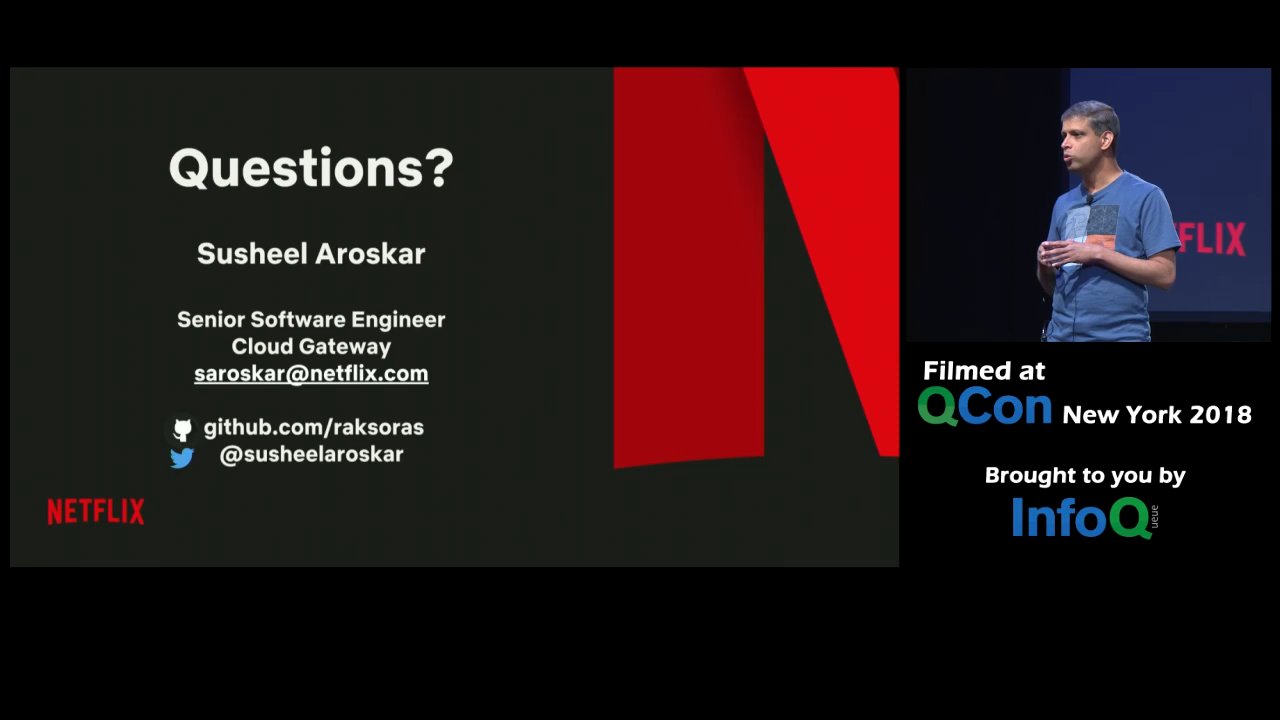 Questions?
Susheel Aroskar
Senior Software Engineer
Cloud Gateway
saroskar@netflix.com
github.com/raksoras
@susheelaroskar
NETFLIX
FLIX
Filmed at
QCon New York 2018
Brought to you by
InfoQ
ueue